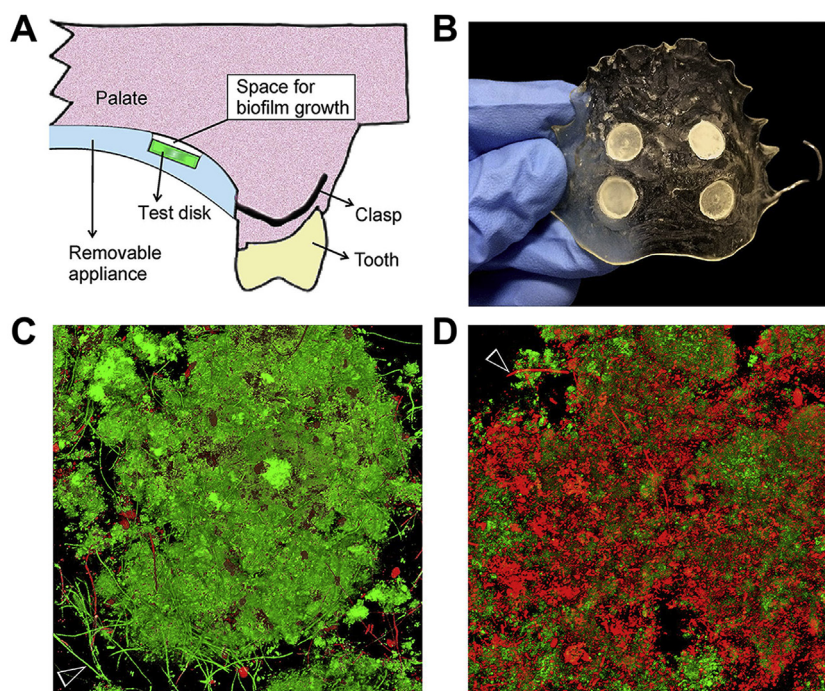 A
Palate
Space for
biofilm growth
Test disk
Removable
appliance
Clasp
Tooth
B
C
D